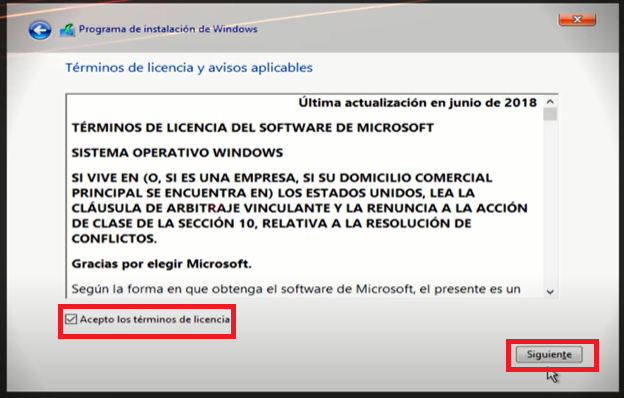 Programa de instalación de Windows
Términos de licencia y avisos aplicables
Última actualización en junio de 2018
TÉRMINOS DE LICENCIA DEL SOFTWARE DE MICROSOFT
SISTEMA OPERATIVO WINDOWS
SI VIVE EN (O, SI ES UNA EMPRESA, SI SU DOMICILIO COMERCIAL
PRINCIPAL SE ENCUENTRA EN) LOS ESTADOS UNIDOS, LEA LA
CLÁUSULA DE ARBITRAJE VINCULANTE Y LA RENUNCIA A LA ACCIÓN
DE CLASE DE LA SECCIÓN 10, RELATIVA A LA RESOLUCIÓN DE
CONFLICTOS.
Gracias por elegir Microsoft.
Según la forma en que obtenga el software de Microsoft, el presente es un
Acepto los términos de licencia
Siguiente